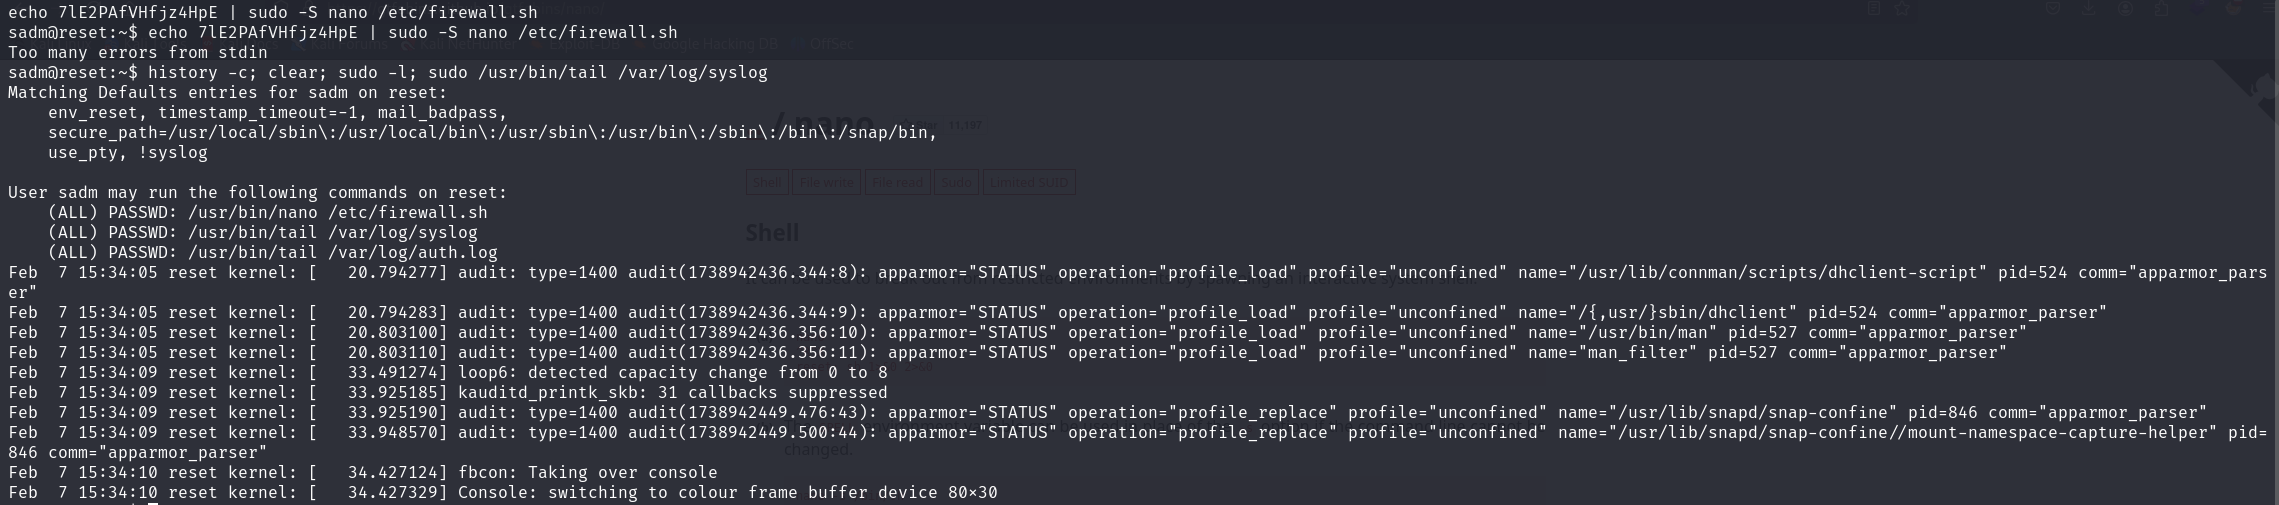 echo 7lE2PAfVHfjz4HpE | sudo -S nano /etc/firewall.sh
sadm@reset:~$ echo 7lE2PAfVHfjz4HpE | sudo -S nano /etc/firewall.sh
Too many errors from stdin
sadm@reset:~$ history -c; clear; sudo -l; sudo /usr/bin/tail /var/log/syslog
Matching Defaults entries for sadm on reset:
    env_reset, timestamp_timeout=-1, mail_badpass,
    secure_path=/usr/local/sbin\:/usr/local/bin\:/usr/sbin\:/usr/bin\:/sbin\:/bin\:/snap/bin,
    use_pty, !syslog
User sadm may run the following commands on reset:
    (ALL) PASSWD: /usr/bin/nano /etc/firewall.sh
    (ALL) PASSWD: /usr/bin/tail /var/log/syslog
    (ALL) PASSWD: /usr/bin/tail /var/log/auth.log
Feb  7 15:34:05 reset kernel: [   20.794277] audit: type=1400 audit(1738942436.344:8): apparmor="STATUS" operation="profile_load" profile="unconfined" name="/usr/lib/connman/scripts/dhclient-script" pid=524 comm="apparmor_pars
er"
Feb  7 15:34:05 reset kernel: [   20.794283] audit: type=1400 audit(1738942436.344:9): apparmor="STATUS" operation="profile_load" profile="unconfined" name="/{,usr/}sbin/dhclient" pid=524 comm="apparmor_parser"
Feb  7 15:34:05 reset kernel: [   20.803100] audit: type=1400 audit(1738942436.356:10): apparmor="STATUS" operation="profile_load" profile="unconfined" name="/usr/bin/man" pid=527 comm="apparmor_parser"
Feb  7 15:34:05 reset kernel: [   20.803110] audit: type=1400 audit(1738942436.356:11): apparmor="STATUS" operation="profile_load" profile="unconfined" name="man_filter" pid=527 comm="apparmor_parser"
Feb  7 15:34:09 reset kernel: [   33.491274] loop6: detected capacity change from 0 to 8
Feb  7 15:34:09 reset kernel: [   33.925185] kauditd_printk_skb: 31 callbacks suppressed
Feb  7 15:34:09 reset kernel: [   33.925190] audit: type=1400 audit(1738942449.476:43): apparmor="STATUS" operation="profile_replace" profile="unconfined" name="/usr/lib/snapd/snap-confine" pid=846 comm="apparmor_parser"
Feb  7 15:34:09 reset kernel: [   33.948570] audit: type=1400 audit(1738942449.500:44): apparmor="STATUS" operation="profile_replace" profile="unconfined" name="/usr/lib/snapd/snap-confine//mount-namespace-capture-helper" pid=
846 comm="apparmor_parser"
Feb  7 15:34:10 reset kernel: [   34.427124] fbcon: Taking over console
Feb  7 15:34:10 reset kernel: [   34.427329] Console: switching to colour frame buffer device 80x30
/ nano
Star 11,197
Shell File write File read Sudo Limited SUID
Shell
changed.